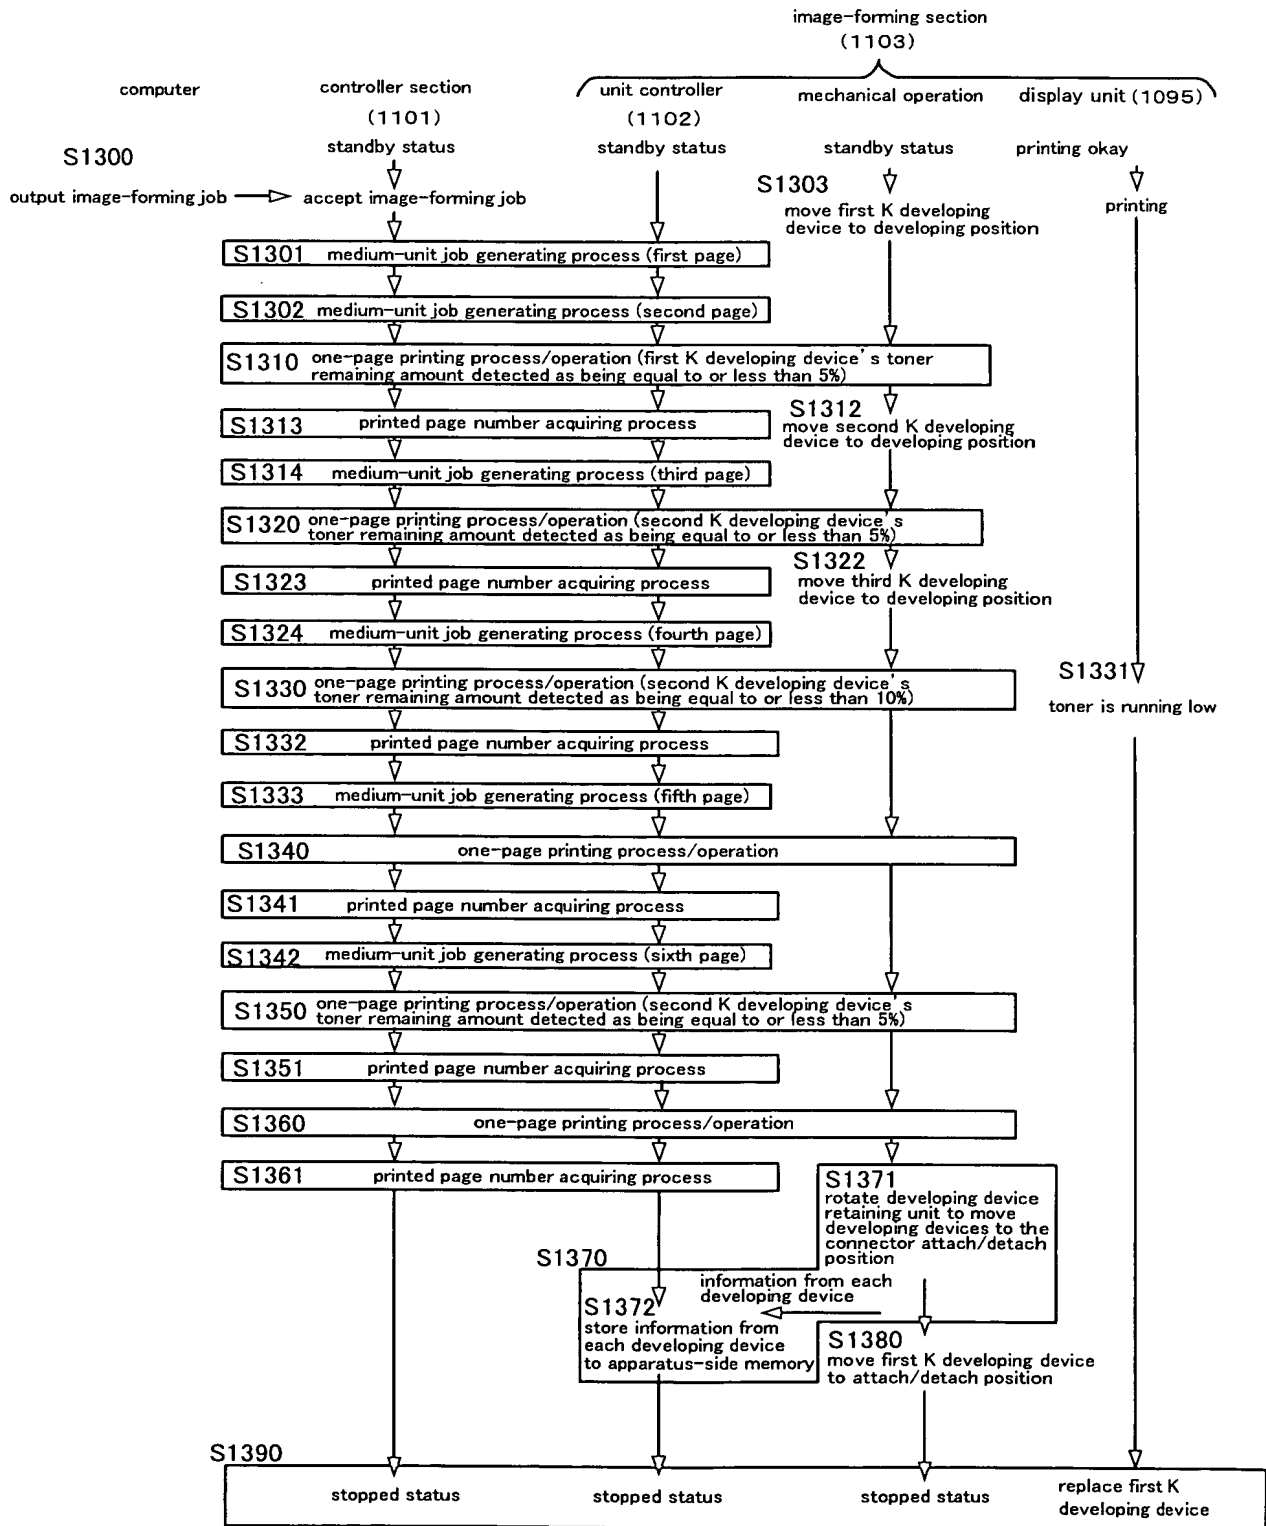 image-forming section
(1103)
computer
controller section
(1101)
unit controller
(1102)
mechanical operation
display unit (1095)
S1300
standby status
standby status
standby status
printing okay
output image-forming job
accept image-forming job
S1303
move first K developing
device to developing position
printing
S1301 medium-unit job generating process (first page)
S1302 medium-unit job generating process (second page)
S1310 one-page printing process/operation (first K developing device's toner
remaining amount detected as being equal to or less than 5%)
S1312
move second K developing
device to developing position
S1313 printed page number acquiring process
S1314 medium-unit job generating process (third page)
S1320 one-page printing process/operation (second K developing device's
toner remaining amount detected as being equal to or less than 5%)
S1322
move third K developing
device to developing position
S1323 printed page number acquiring process
S1324 medium-unit job generating process (fourth page)
S1330 one-page printing process/operation (second K developing device's
toner remaining amount detected as being equal to or less than 10%)
S1331
toner is running low
S1332 printed page number acquiring process
S1333 medium-unit job generating process (fifth page)
S1340 one-page printing process/operation
S1341 printed page number acquiring process
S1342 medium-unit job generating process (sixth page)
S1350 one-page printing process/operation (second K developing device's
toner remaining amount detected as being equal to or less than 5%)
S1351 printed page number acquiring process
S1360 one-page printing process/operation
S1361 printed page number acquiring process
S1371
rotate developing device
retaining unit to move
developing devices to the
connector attach/detach
position
S1370
information from each
developing device
S1372
store information from
each developing device
to apparatus-side memory
S1380
move first K developing device
to attach/detach position
S1390
stopped status
stopped status
stopped status
replace first K
developing device